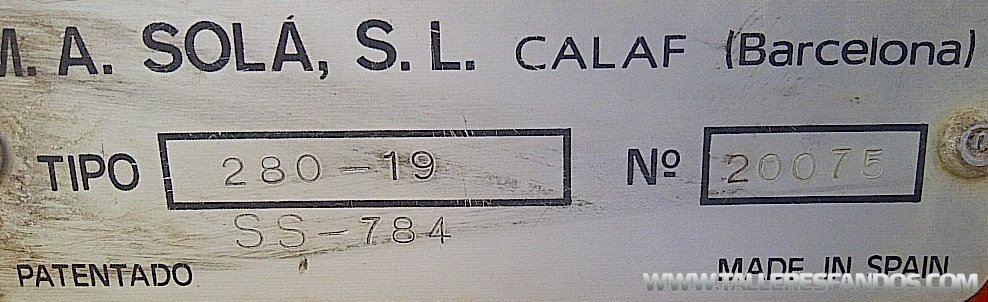 M. A. SOLÁ, S. L. CALAF (Barcelona)
TIPO 280-19 Nº 20075
SS-784
PATENTADO MADE IN SPAIN
WWW.TALLERESFANDOS.COM